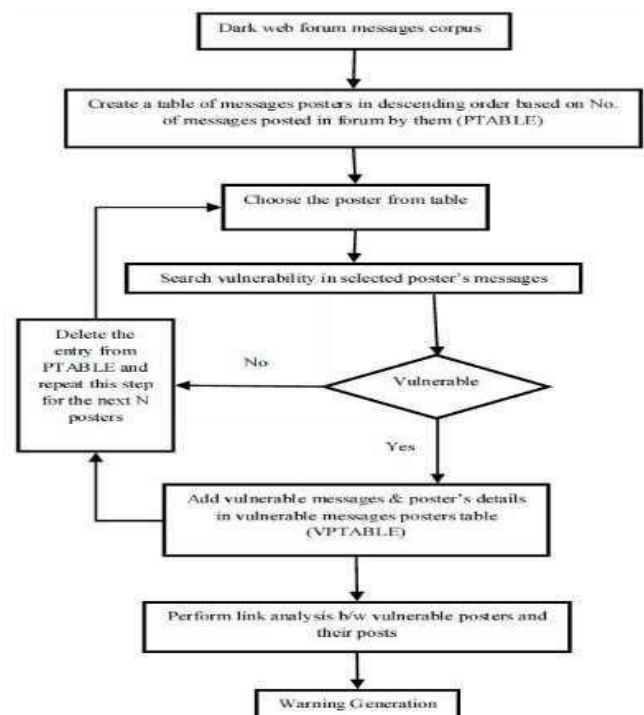 Dark web forum messages corpus
Create a table of messages posters in descending order based on No.
of messages posted in forum by them (PTABLE)
Choose the poster from table
Search vulnerability in selected poster's messages
Delete the
entry from
PTABLE and
repeat this step
for the next N
posters
No
Vulnerable
Yes
Add vulnerable messages & poster's details
in vulnerable messages posters table
(VPTABLE)
Perform link analysis b/w vulnerable posters and
their posts
Warning Generation